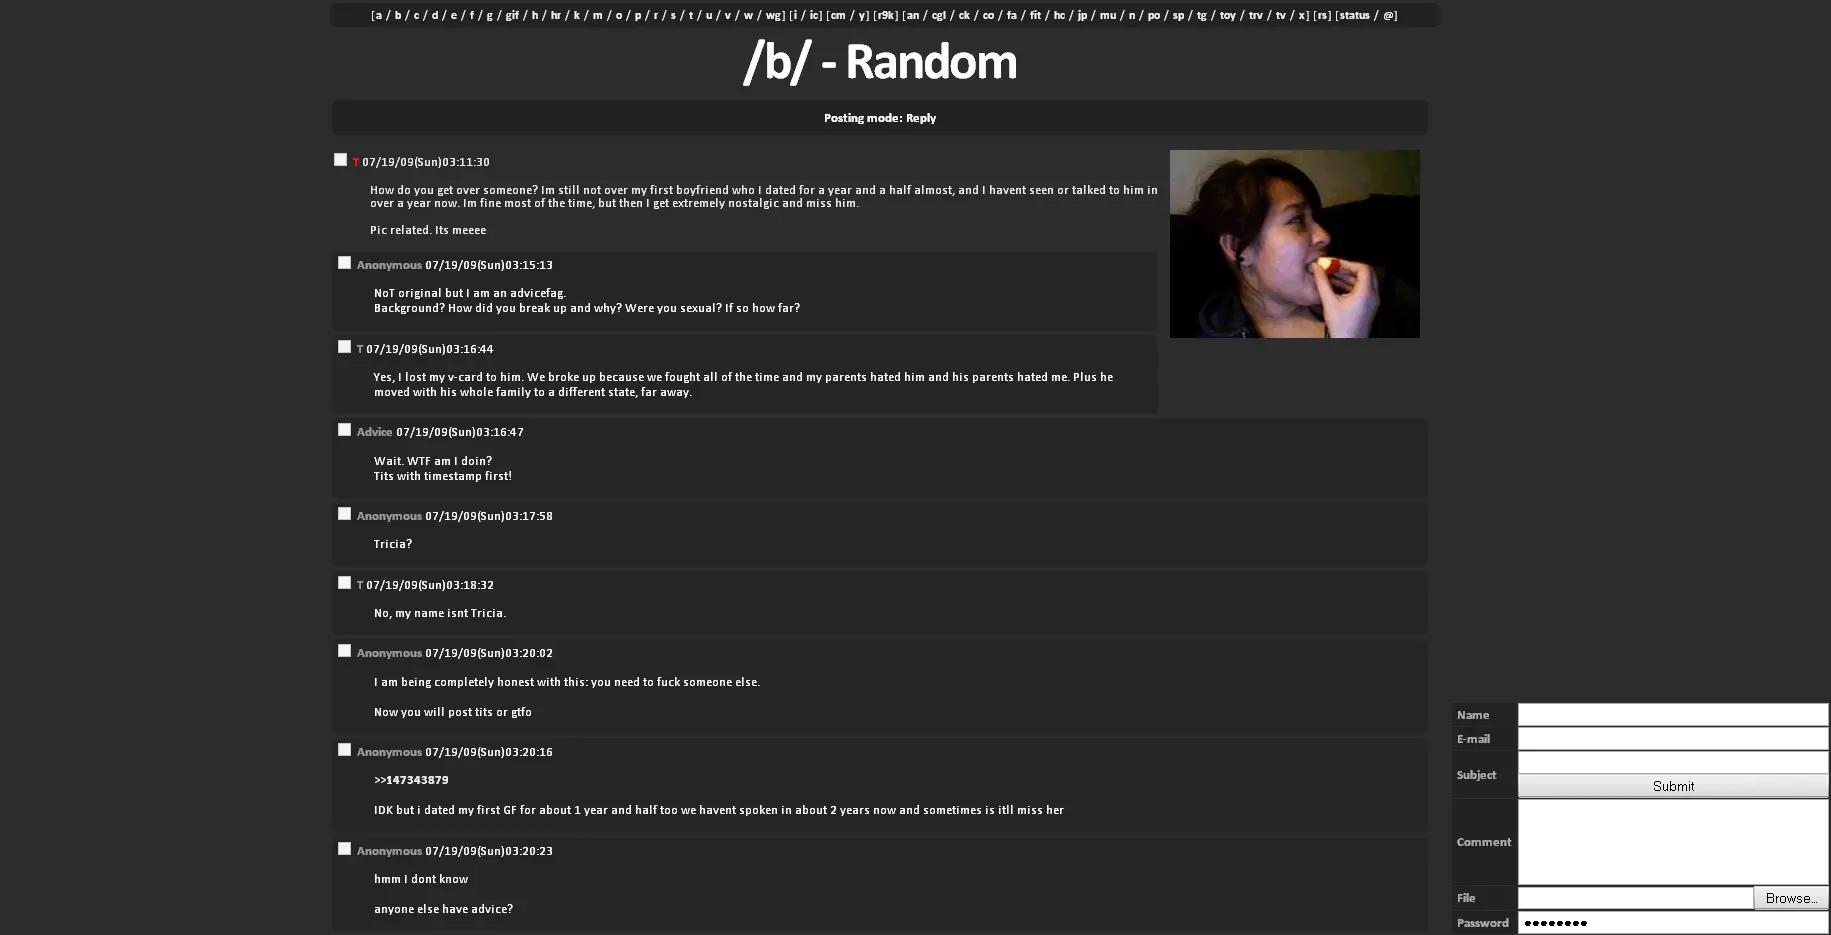 [a / b / c / d / e / f / g / gif / h / hr / k / m / o / p / r / s / t / u / v / w / wg] [i / ic] [cm / y] [r9k] [an / cgl / ck / co / fa / fit / hc / jp / mu / n / po / sp / tg / toy / trv / tv / x] [rs] [status / @]
/b/ - Random
Posting mode: Reply
T 07/19/09(Sun)03:11:30
How do you get over someone? Im still not over my first boyfriend who I dated for a year and a half almost, and I havent seen or talked to him in
over a year now. Im fine most of the time, but then I get extremely nostalgic and miss him.
Pic related. Its meeee
Anonymous 07/19/09(Sun)03:15:13
NoT original but I am an advicefag.
Background? How did you break up and why? Were you sexual? If so how far?
T 07/19/09(Sun)03:16:44
Yes, I lost my v-card to him. We broke up because we fought all of the time and my parents hated him and his parents hated me. Plus he
moved with his whole family to a different state, far away.
Advice 07/19/09(Sun)03:16:47
Wait. WTF am I doin?
Tits with timestamp first!
Anonymous 07/19/09(Sun)03:17:58
Tricia?
T 07/19/09(Sun)03:18:32
No, my name isnt Tricia.
Anonymous 07/19/09(Sun)03:20:02
I am being completely honest with this: you need to fuck someone else.
Now you will post tits or gtfo
Anonymous 07/19/09(Sun)03:20:16
>>147343879
IDK but i dated my first GF for about 1 year and half too we havent spoken in about 2 years now and sometimes is itll miss her
Anonymous 07/19/09(Sun)03:20:23
hmm I dont know
anyone else have advice?
Name
E-mail
Subject
Submit
Comment
File
Browse...
Password